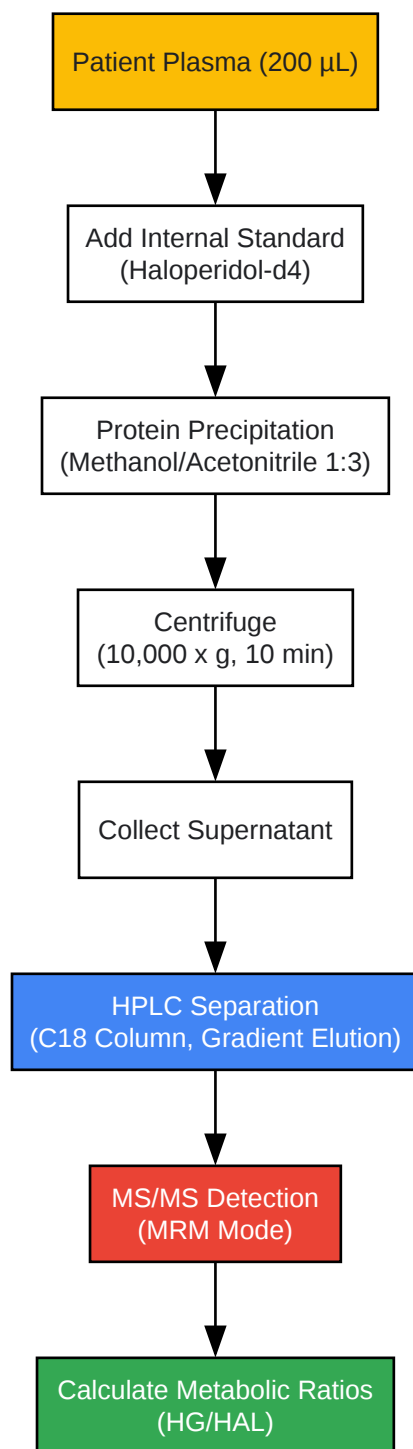 Patient Plasma (200 µL)
Add Internal Standard
(Haloperidol-d4)
Protein Precipitation
(Methanol/Acetonitrile 1:3)
Centrifuge
(10,000 x g, 10 min)
Collect Supernatant
HPLC Separation
(C18 Column, Gradient Elution)
MS/MS Detection
(MRM Mode)
Calculate Metabolic Ratios
(HG/HAL)